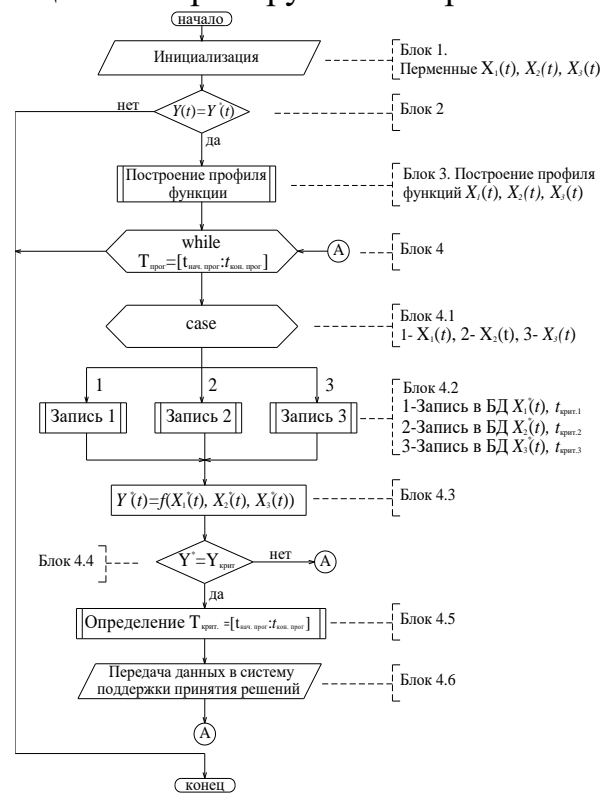 начало
Инициализация
Блок 1.
Перменные X₁(t), X₂(t), X₃(t)
Y(t)=Y*(t)
нет
да
Блок 2
Построение профиля
функции
Блок 3. Построение профиля
функций X₁(t), X₂(t), X₃(t)
while
Tпрог=[tнач. прог:tкон. прог]
А
Блок 4
case
Блок 4.1
1- X₁(t), 2- X₂(t), 3- X₃(t)
1
2
3
Запись 1
Запись 2
Запись 3
Блок 4.2
1-Запись в БД X₁*(t), tкрит.1
2-Запись в БД X₂*(t), tкрит.2
3-Запись в БД X₃*(t), tкрит.3
Y*(t)=f(X₁*(t), X₂*(t), X₃*(t))
Блок 4.3
Блок 4.4
Y*=Yкрит
нет
А
да
Определение Tкрит. =[tнач. прог:tкон. прог]
Блок 4.5
Передача данных в систему
поддержки принятия решений
Блок 4.6
А
конец